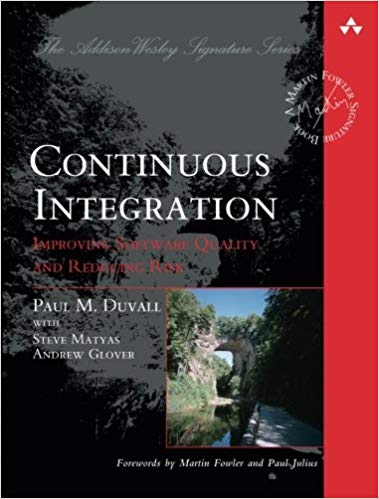 The Addison Wesley Signature Series
A MARTIN FOWLER SIGNATURE BOOK
Martin
CONTINUOUS
INTEGRATION
IMPROVING SOFTWARE QUALITY
AND REDUCING RISK
PAUL M. DUVALL
WITH
STEVE MATYAS
ANDREW GLOVER
Forewords by Martin Fowler and Paul Julius